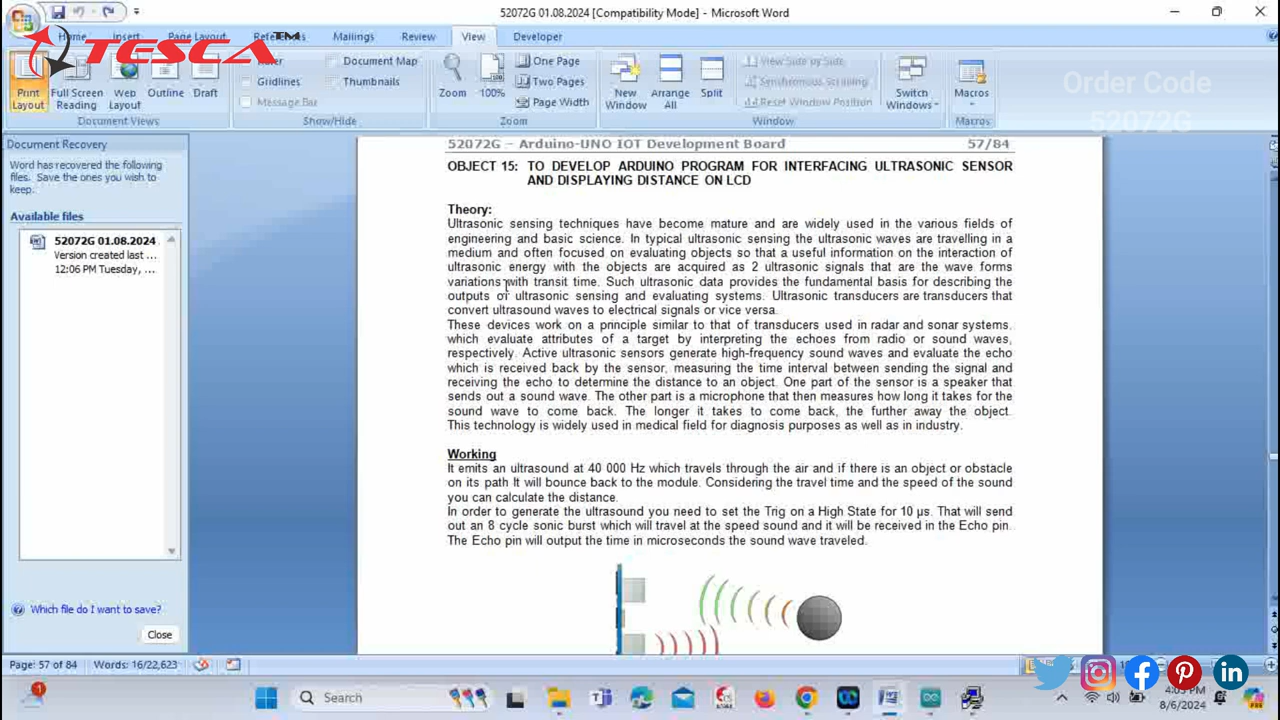 52072G 01.08.2024 [Compatibility Mode] - Microsoft Word
TESCA™
Home Insert Page Layout References Mailings Review View Developer
Ruler Document Map
Gridlines Thumbnails
Message Bar
Print Layout
Full Screen Reading
Web Layout
Outline
Draft
Zoom
100%
One Page
Two Pages
Page Width
New Window
Arrange All
Split
View Side by Side
Synchronous Scrolling
Reset Window Position
Switch Windows
Macros
Document Views Show/Hide Zoom Window Macros
Order Code
52072G
Document Recovery
Word has recovered the following
files. Save the ones you wish to
keep.
Available files
52072G 01.08.2024
Version created last ...
12:06 PM Tuesday, ...
Which file do I want to save?
Close
52072G – Arduino-UNO IOT Development Board 57/84
OBJECT 15: TO DEVELOP ARDUINO PROGRAM FOR INTERFACING ULTRASONIC SENSOR
AND DISPLAYING DISTANCE ON LCD
Theory:
Ultrasonic sensing techniques have become mature and are widely used in the various fields of
engineering and basic science. In typical ultrasonic sensing the ultrasonic waves are travelling in a
medium and often focused on evaluating objects so that a useful information on the interaction of
ultrasonic energy with the objects are acquired as 2 ultrasonic signals that are the wave forms
variations with transit time. Such ultrasonic data provides the fundamental basis for describing the
outputs of ultrasonic sensing and evaluating systems. Ultrasonic transducers are transducers that
convert ultrasound waves to electrical signals or vice versa.
These devices work on a principle similar to that of transducers used in radar and sonar systems,
which evaluate attributes of a target by interpreting the echoes from radio or sound waves,
respectively. Active ultrasonic sensors generate high-frequency sound waves and evaluate the echo
which is received back by the sensor, measuring the time interval between sending the signal and
receiving the echo to determine the distance to an object. One part of the sensor is a speaker that
sends out a sound wave. The other part is a microphone that then measures how long it takes for the
sound wave to come back. The longer it takes to come back, the further away the object.
This technology is widely used in medical field for diagnosis purposes as well as in industry.
Working
It emits an ultrasound at 40 000 Hz which travels through the air and if there is an object or obstacle
on its path It will bounce back to the module. Considering the travel time and the speed of the sound
you can calculate the distance.
In order to generate the ultrasound you need to set the Trig on a High State for 10 µs. That will send
out an 8 cycle sonic burst which will travel at the speed sound and it will be received in the Echo pin.
The Echo pin will output the time in microseconds the sound wave traveled.
Page: 57 of 84 Words: 16/22,623
Search
8/6/2024